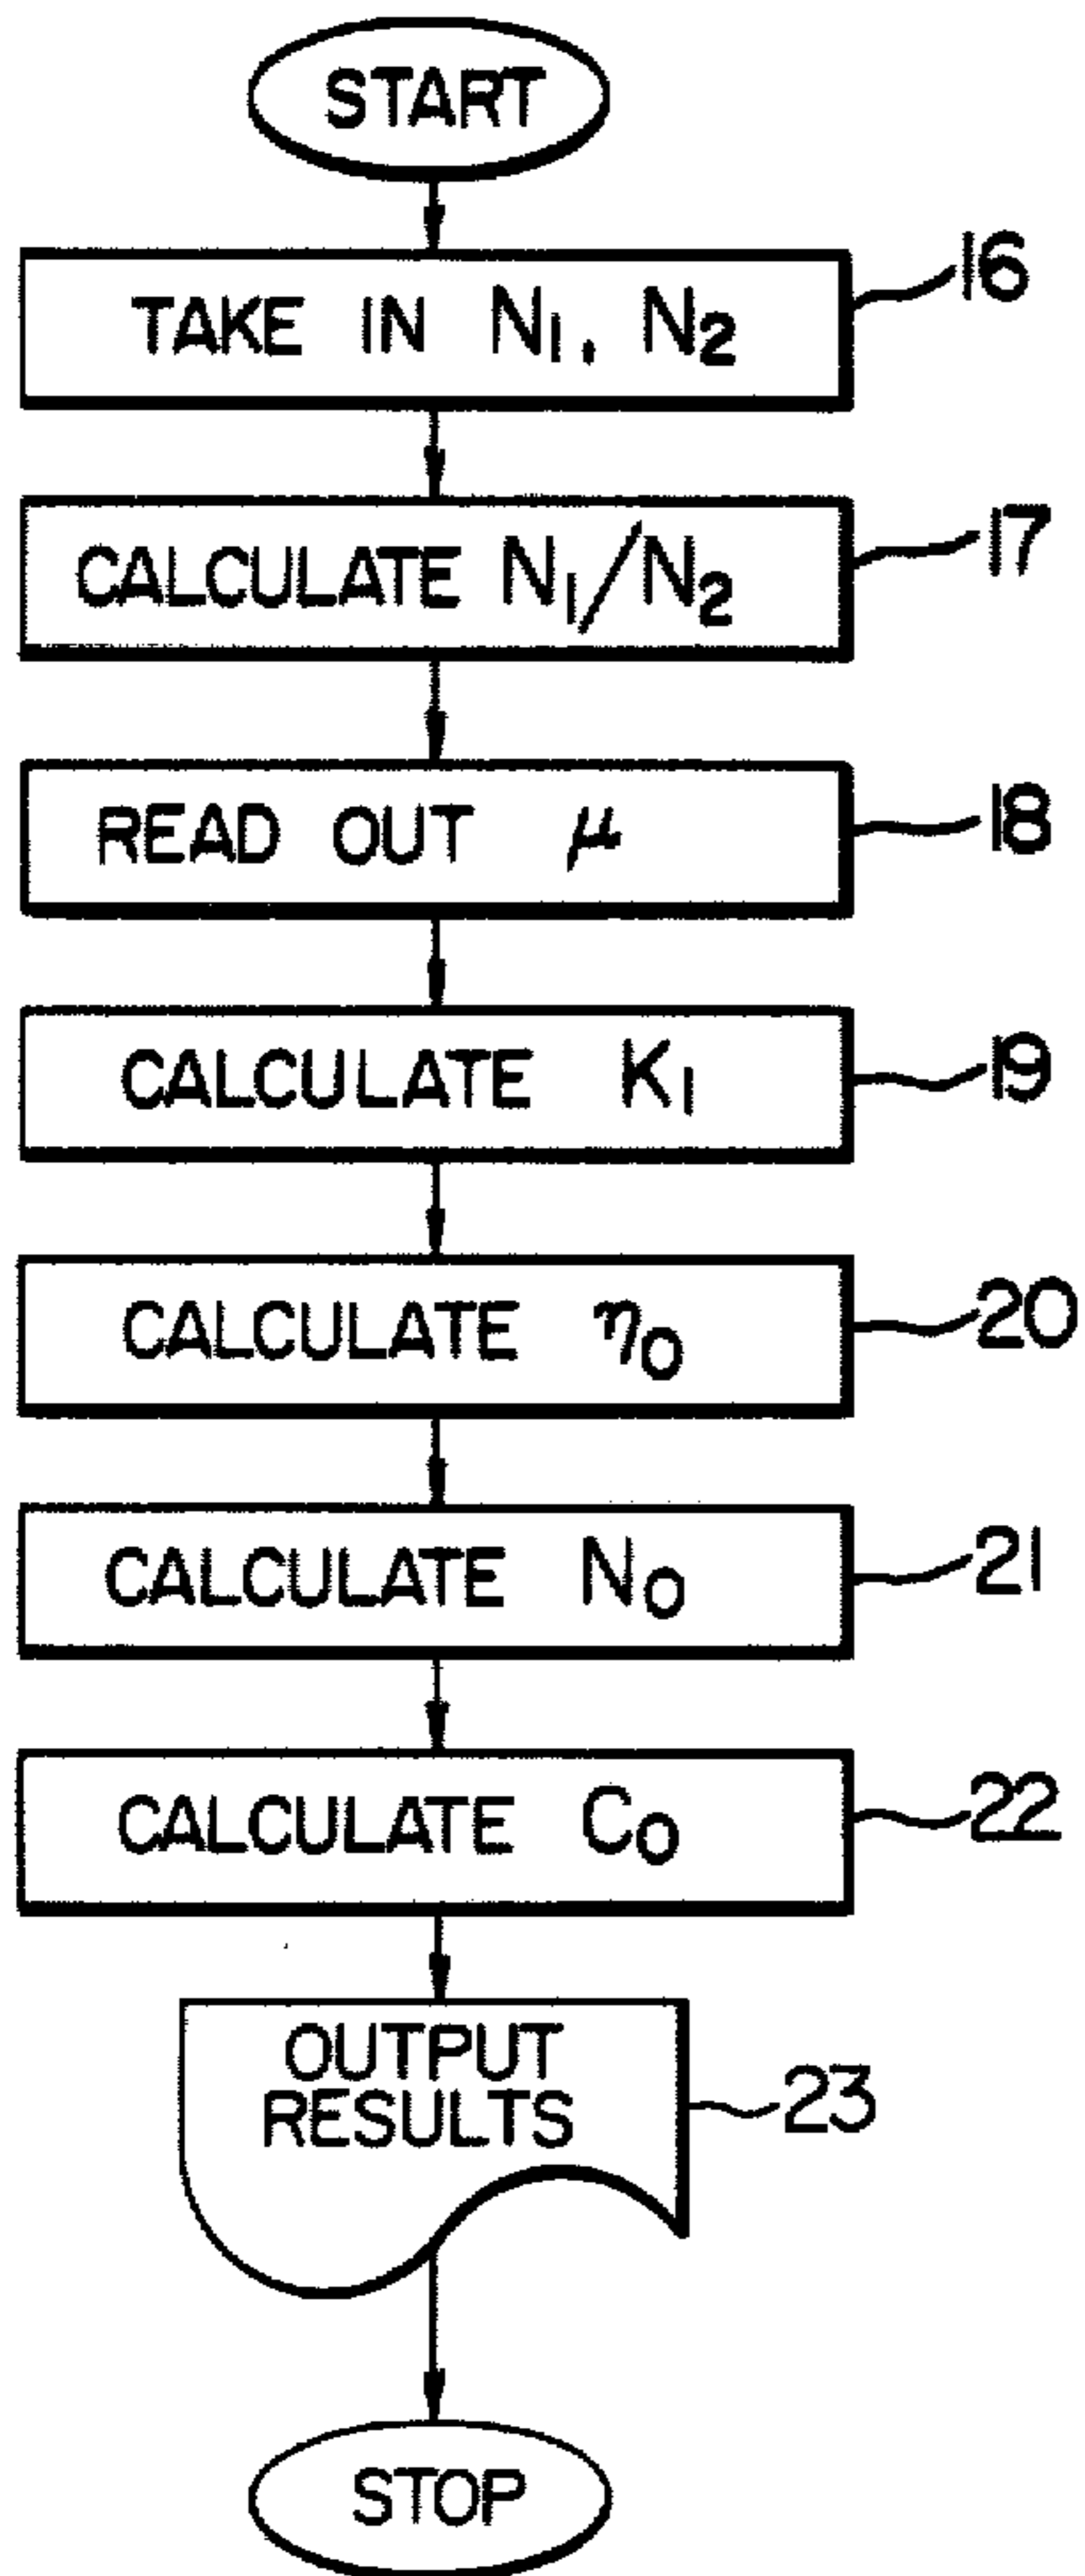 START
TAKE IN N₁, N₂
16
CALCULATE N₁/N₂
17
READ OUT μ
18
CALCULATE K₁
19
CALCULATE η₀
20
CALCULATE N₀
21
CALCULATE C₀
22
OUTPUT
RESULTS
23
STOP